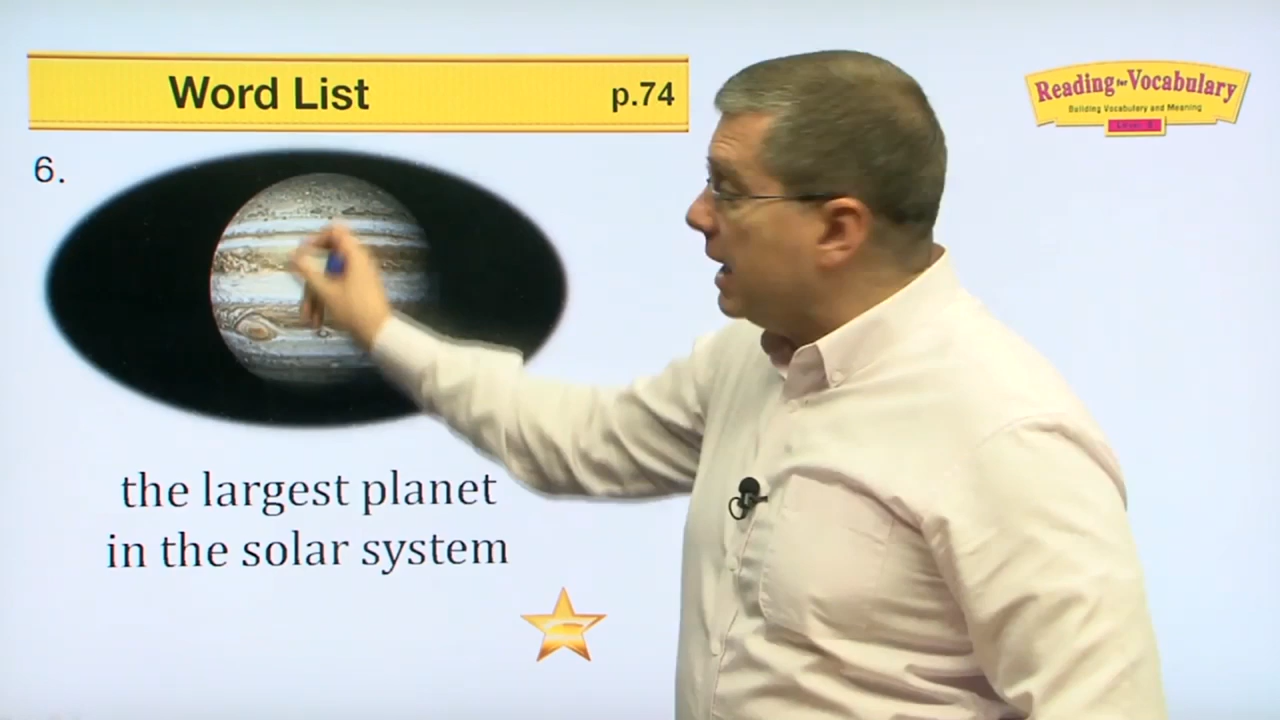 Word List p.74
Reading for Vocabulary
Building Vocabulary and Meaning
6.
the largest planet
in the solar system